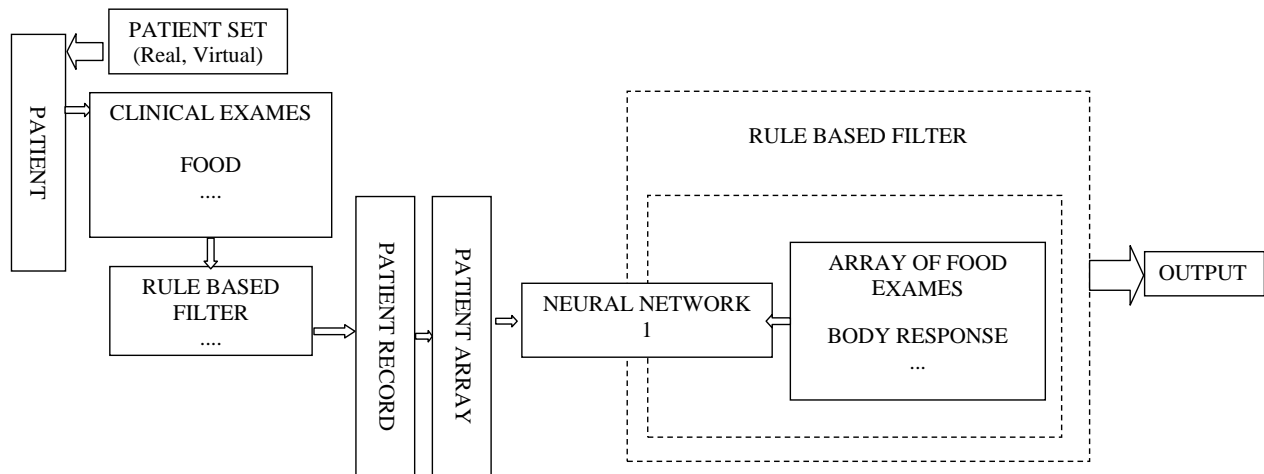 PATIENT SET
(Real, Virtual)
PATIENT
CLINICAL EXAMES
FOOD
....
RULE BASED
FILTER
....
PATIENT RECORD
PATIENT ARRAY
NEURAL NETWORK
1
RULE BASED FILTER
ARRAY OF FOOD
EXAMES
BODY RESPONSE
...
OUTPUT